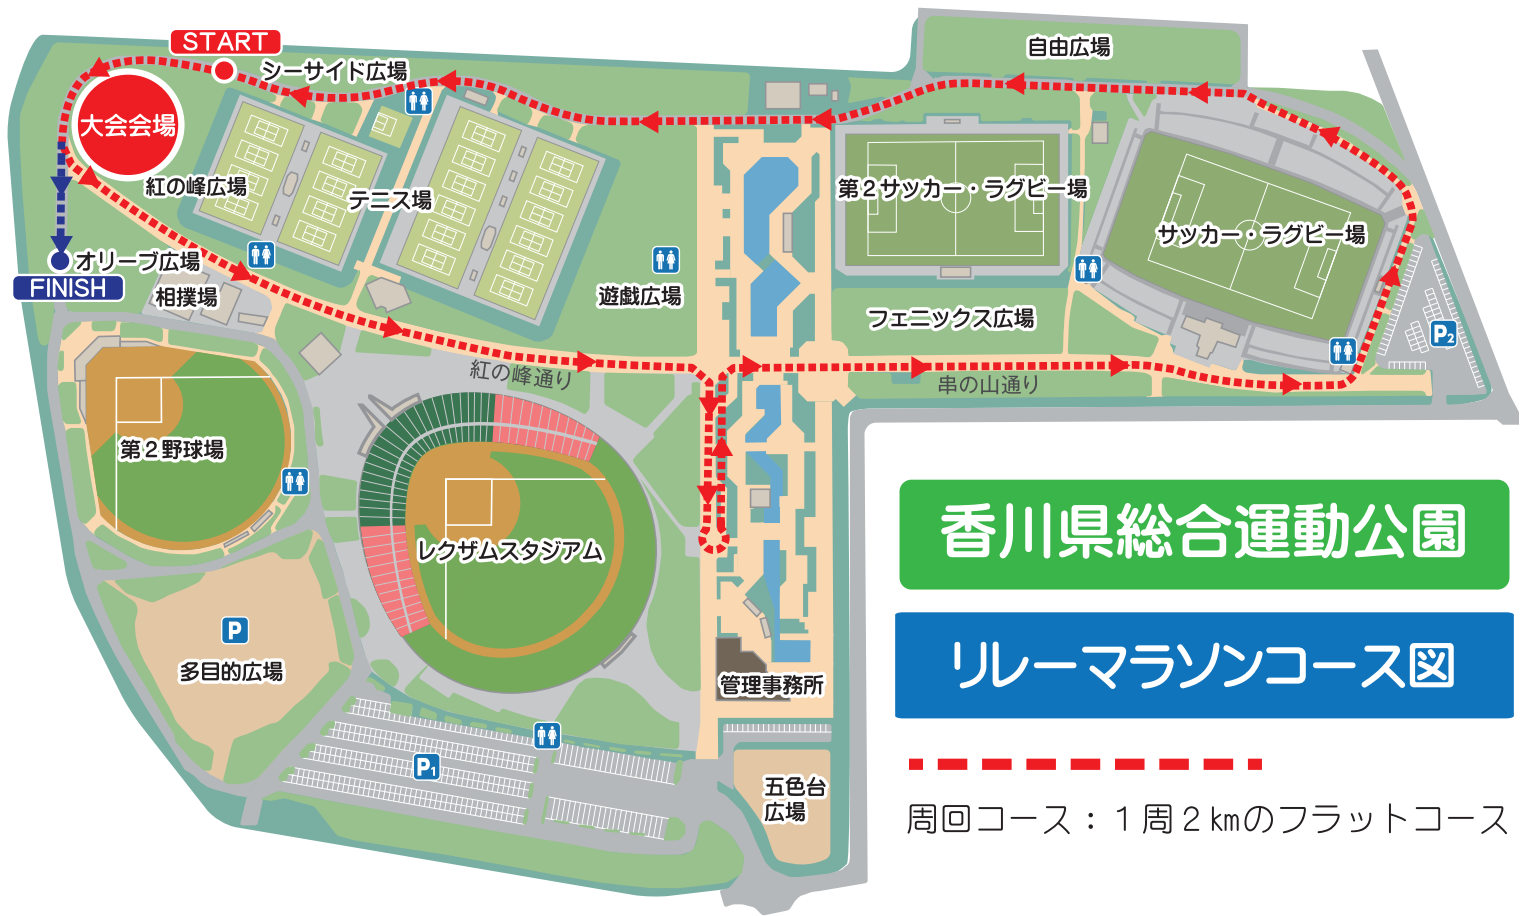 START
シーサイド広場
自由広場
大会会場
紅の峰広場
テニス場
第2サッカー・ラグビー場
サッカー・ラグビー場
オリーブ広場
FINISH
相撲場
遊戯広場
フェニックス広場
P2
紅の峰通り
串の山通り
第2野球場
レクザムスタジアム
P
多目的広場
管理事務所
P1
五色台
広場
香川県総合運動公園
リレーマラソンコース図
周回コース：1周2㎞のフラットコース